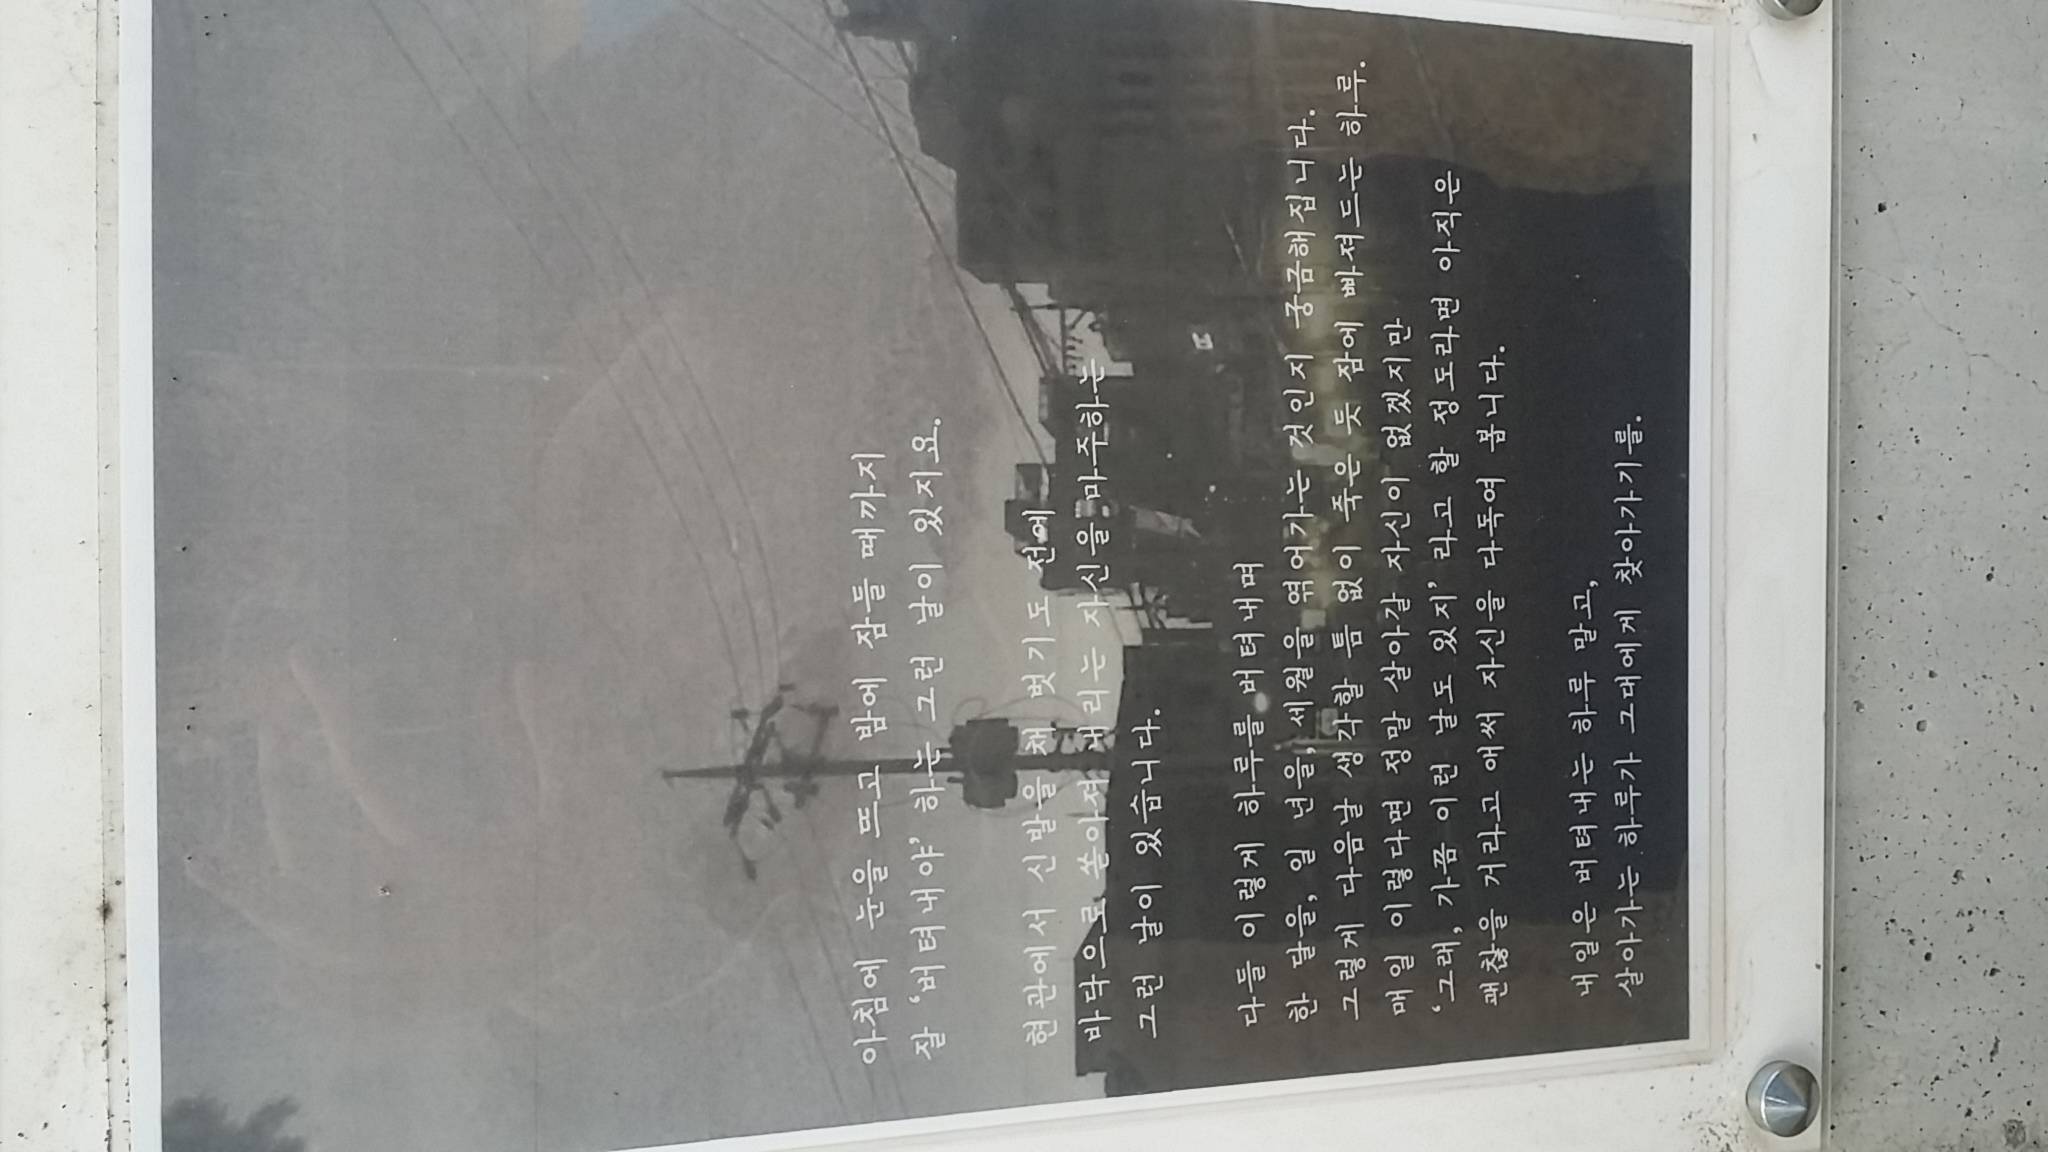 아침에 눈을 뜨고 밤에 잠들 때까지
잘 ‘버텨내야’ 하는 그런 날이 있지요.
현관에서 신발을 채 벗기도 전에
바닥으로 쏟아져 내리는 자신을 마주하는
그런 날이 있습니다.
다들 이렇게 하루를 버텨내며
한 달을, 일 년을, 세월을 엮어가는 것인지 궁금해집니다.
그렇게 다음날 생각할 틈 없이 죽은 듯 잠에 빠져드는 하루.
매일 이렇다면 정말 살아갈 자신이 없겠지만
‘그래, 가끔 이런 날도 있지’ 라고 할 정도라면 아직은
괜찮을 거라고 애써 자신을 다독여 봅니다.
내일은 버텨내는 하루 말고,
살아가는 하루가 그대에게 찾아가기를.